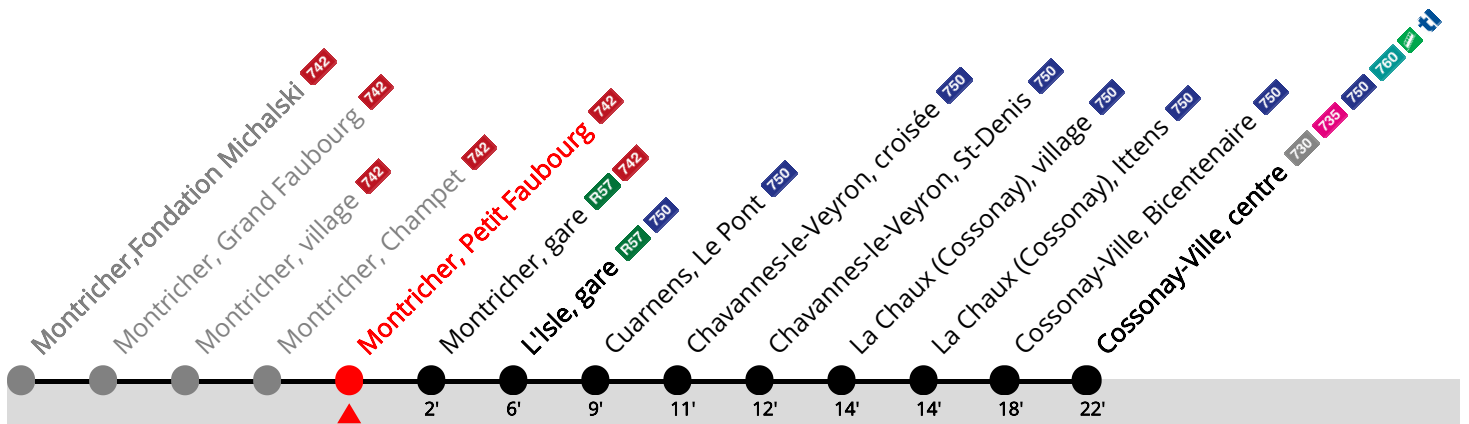 Montricher,Fondation Michalski 742
Montricher, Grand Faubourg 742
Montricher, village 742
Montricher, Champet 742
Montricher, Petit Faubourg 742
Montricher, gare R57 742
L'Isle, gare R57 750
Cuarnens, Le Pont 750
Chavannes-le-Veyron, croisée 750
Chavannes-le-Veyron, St-Denis 750
La Chaux (Cossonay), village 750
La Chaux (Cossonay), Ittens 750
Cossonay-Ville, Bicentenaire 750
Cossonay-Ville, centre 730 735 750 760 tl
2' 6' 9' 11' 12' 14' 14' 18' 22'